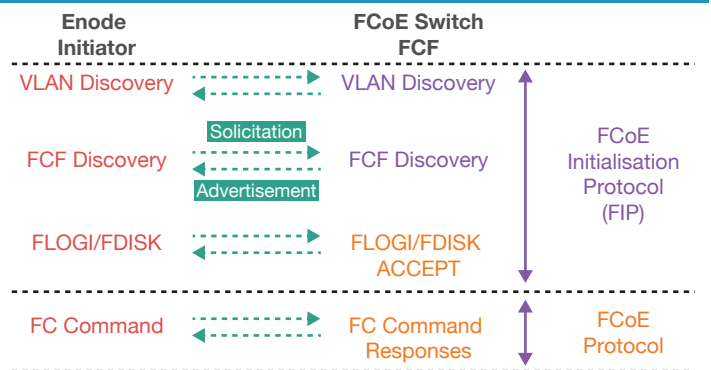 Enode
Initiator
FCoE Switch
FCF
VLAN Discovery
VLAN Discovery
Solicitation
FCF Discovery
FCF Discovery
Advertisement
FCoE
Initialisation
Protocol
(FIP)
FLOGI/FDISK
FLOGI/FDISK
ACCEPT
FC Command
FC Command
Responses
FCoE
Protocol